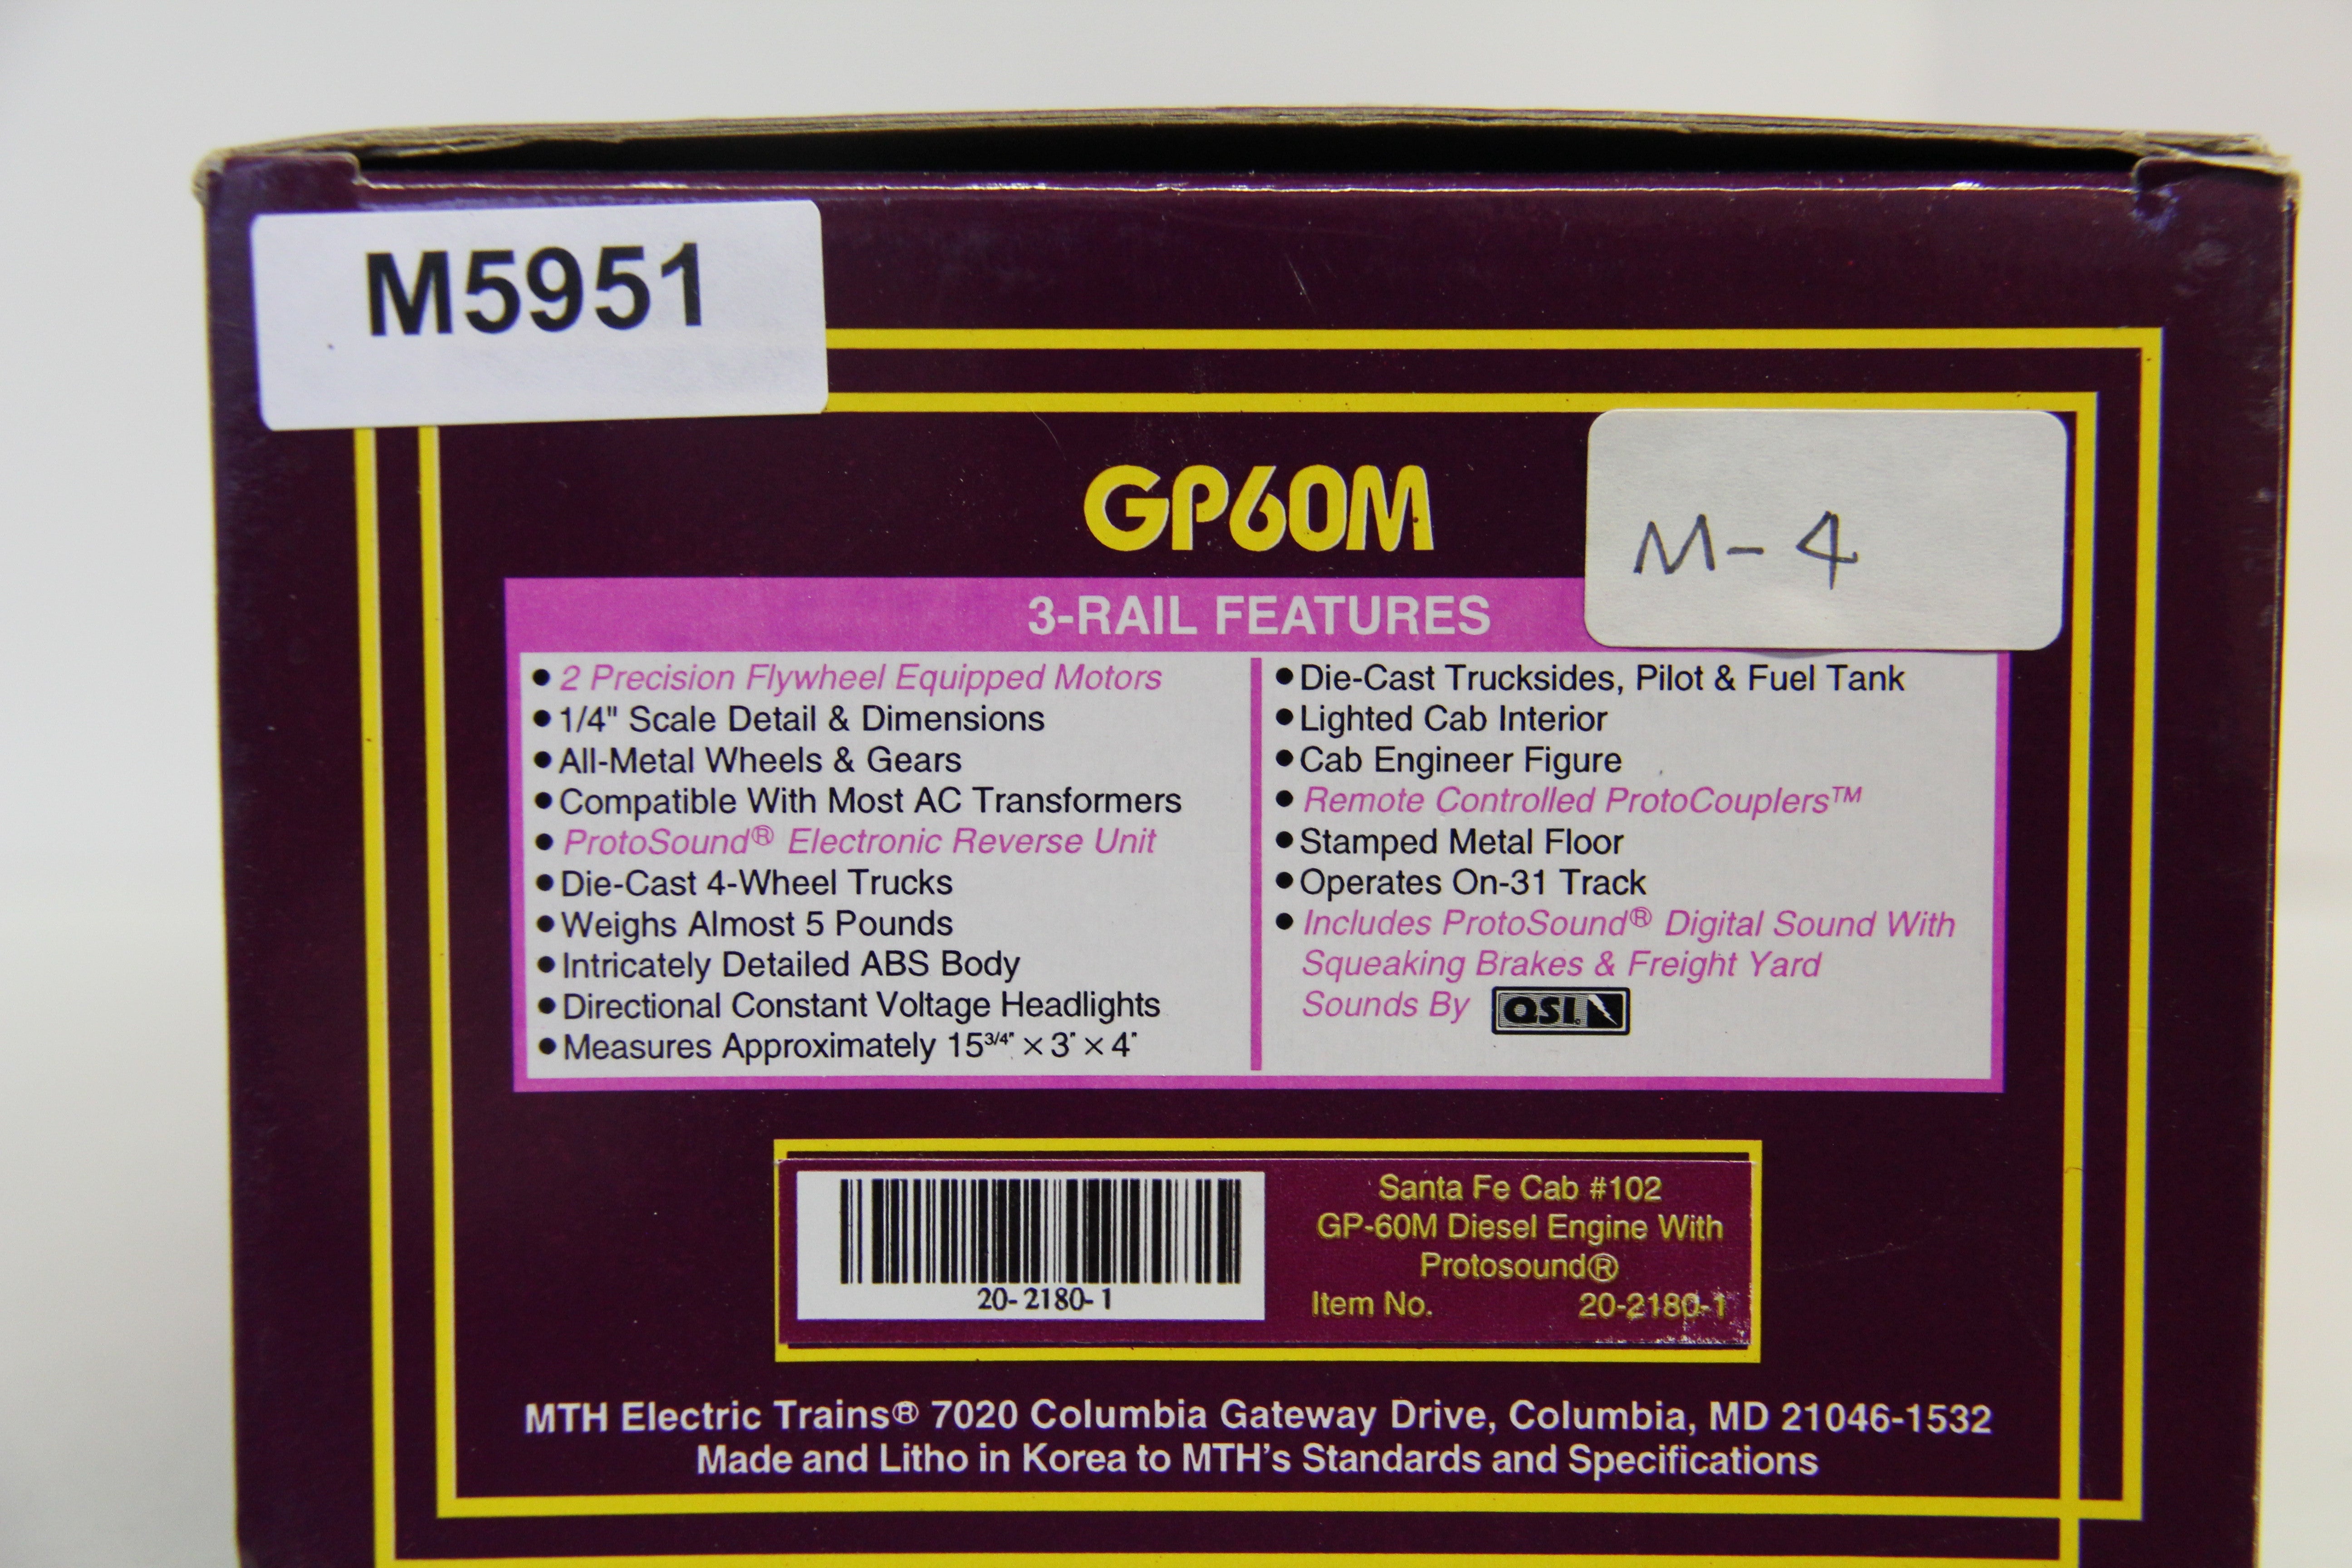 M5951
GP60M
M-4
3-RAIL FEATURES
● 2 Precision Flywheel Equipped Motors
● 1/4" Scale Detail & Dimensions
● All-Metal Wheels & Gears
● Compatible With Most AC Transformers
● ProtoSound® Electronic Reverse Unit
● Die-Cast 4-Wheel Trucks
● Weighs Almost 5 Pounds
● Intricately Detailed ABS Body
● Directional Constant Voltage Headlights
● Measures Approximately 15 3/4" × 3" × 4"
● Die-Cast Trucksides, Pilot & Fuel Tank
● Lighted Cab Interior
● Cab Engineer Figure
● Remote Controlled ProtoCouplers™
● Stamped Metal Floor
● Operates On-31 Track
● Includes ProtoSound® Digital Sound With
Squeaking Brakes & Freight Yard
Sounds By QSI
20-2180-1
Santa Fe Cab #102
GP-60M Diesel Engine With
Protosound®
Item No. 20-2180-1
MTH Electric Trains® 7020 Columbia Gateway Drive, Columbia, MD 21046-1532
Made and Litho in Korea to MTH's Standards and Specifications